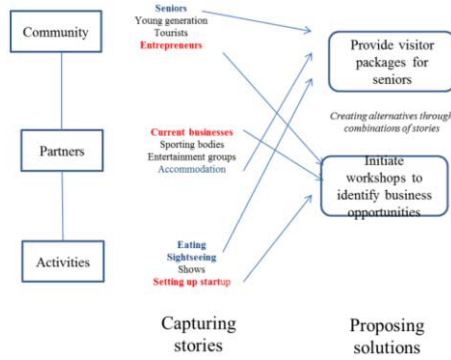 Community
Seniors
Young generation
Tourists
Entrepreneurs
Provide visitor
packages for
seniors
Creating alternatives through
combinations of stories
Partners
Current businesses
Sporting bodies
Entertainment groups
Accommodation
Initiate
workshops to
identify business
opportunities
Activities
Eating
Sightseeing
Shows
Setting up startup
Capturing
stories
Proposing
solutions